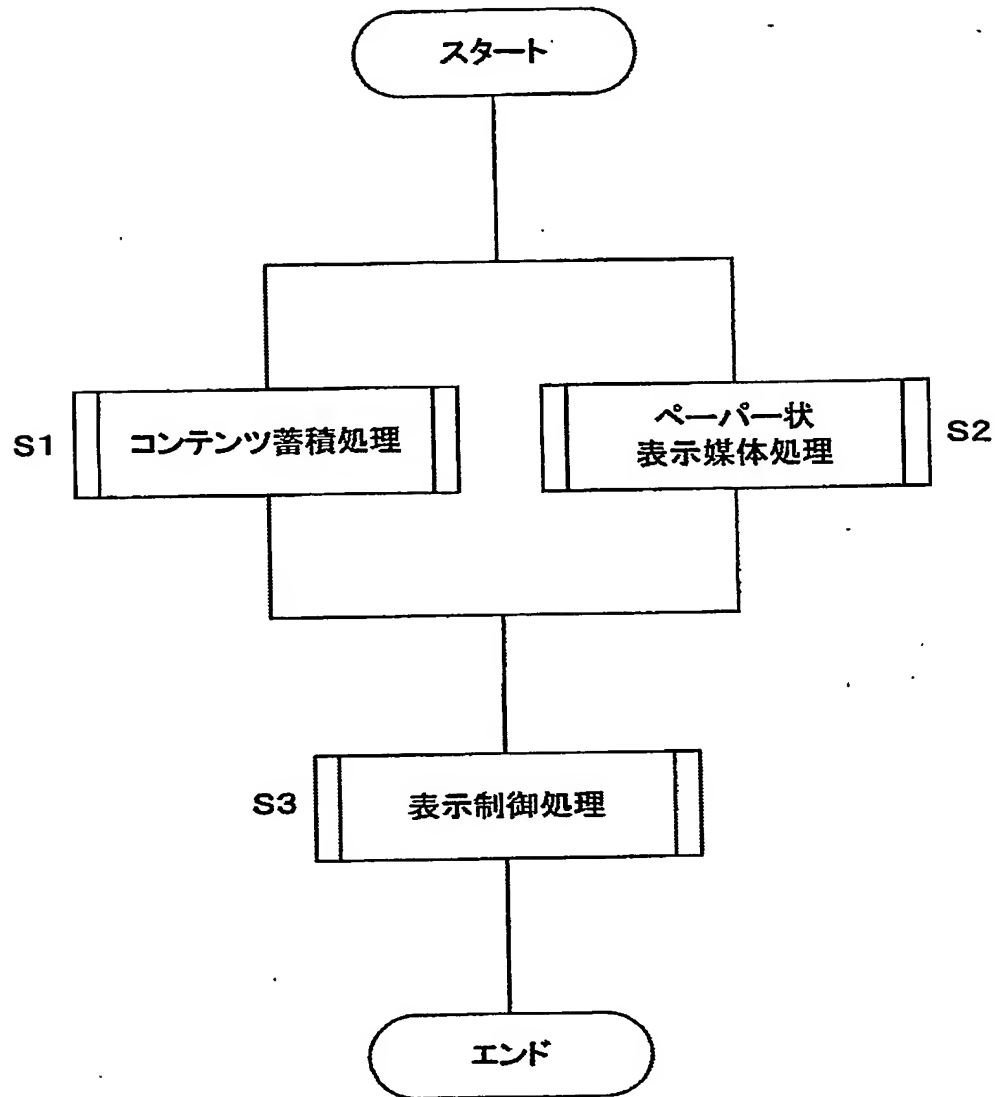 スタート
S1
コンテンツ蓄積処理
ペーパー状
表示媒体処理
S2
S3
表示制御処理
エンド